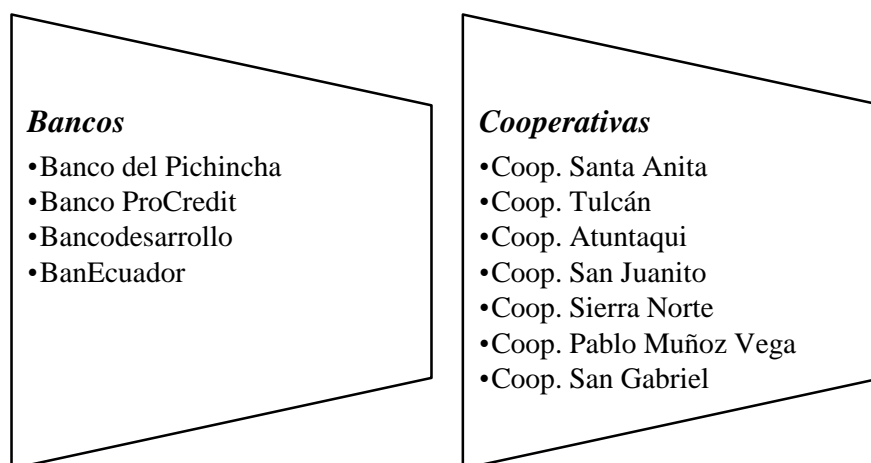 Bancos
•Banco del Pichincha
•Banco ProCredit
•Bancodesarrollo
•BanEcuador
Cooperativas
•Coop. Santa Anita
•Coop. Tulcán
•Coop. Atuntaqui
•Coop. San Juanito
•Coop. Sierra Norte
•Coop. Pablo Muñoz Vega
•Coop. San Gabriel